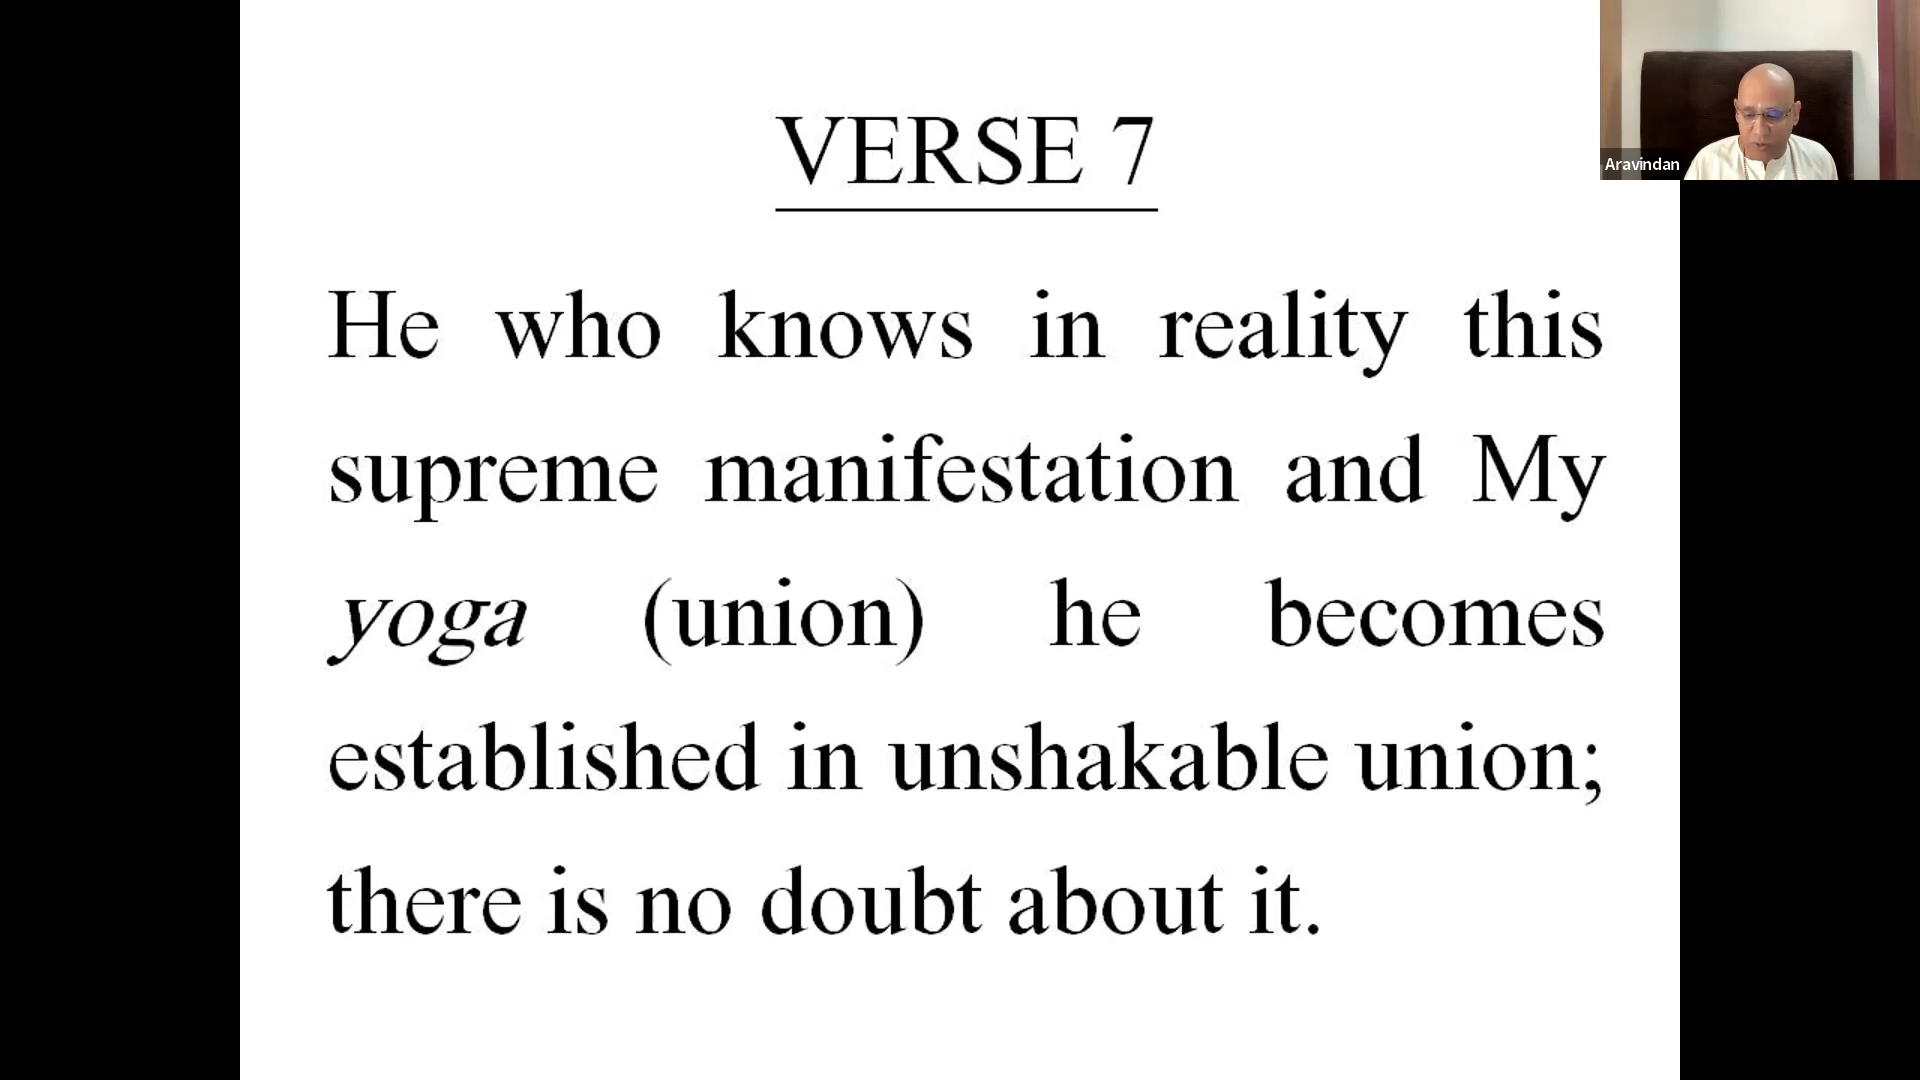 VERSE 7
He who knows in reality this
supreme manifestation and My
yoga (union) he becomes
established in unshakable union;
there is no doubt about it.
Aravindan